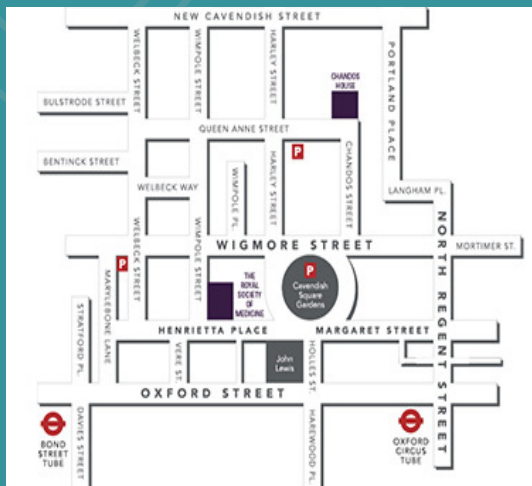 NEW CAVENDISH STREET
WELBECK STREET
WIMPOLE STREET
HARLEY STREET
PORTLAND PLACE
CHANDOS
HOUSE
BULSTRODE STREET
QUEEN ANNE STREET
BENTINCK STREET
P
HARLEY STREET
CHANDOS STREET
WELBECK WAY
WIMPOLE PL.
LANGHAM PL.
WELBECK STREET
WIMPOLE STREET
WIGMORE STREET
MORTIMER ST.
NORTH REGENT STREET
P
MARYLEBONE LANE
P
Cavendish
Square
Gardens
THE
ROYAL
SOCIETY
OF
MEDICINE
STRATFORD PL.
HENRIETTA PLACE
MARGARET STREET
VERE ST.
John
Lewis
HOLLES ST.
OXFORD STREET
BOND
STREET
TUBE
DAVIES STREET
HAREWOOD PL.
OXFORD
CIRCUS
TUBE